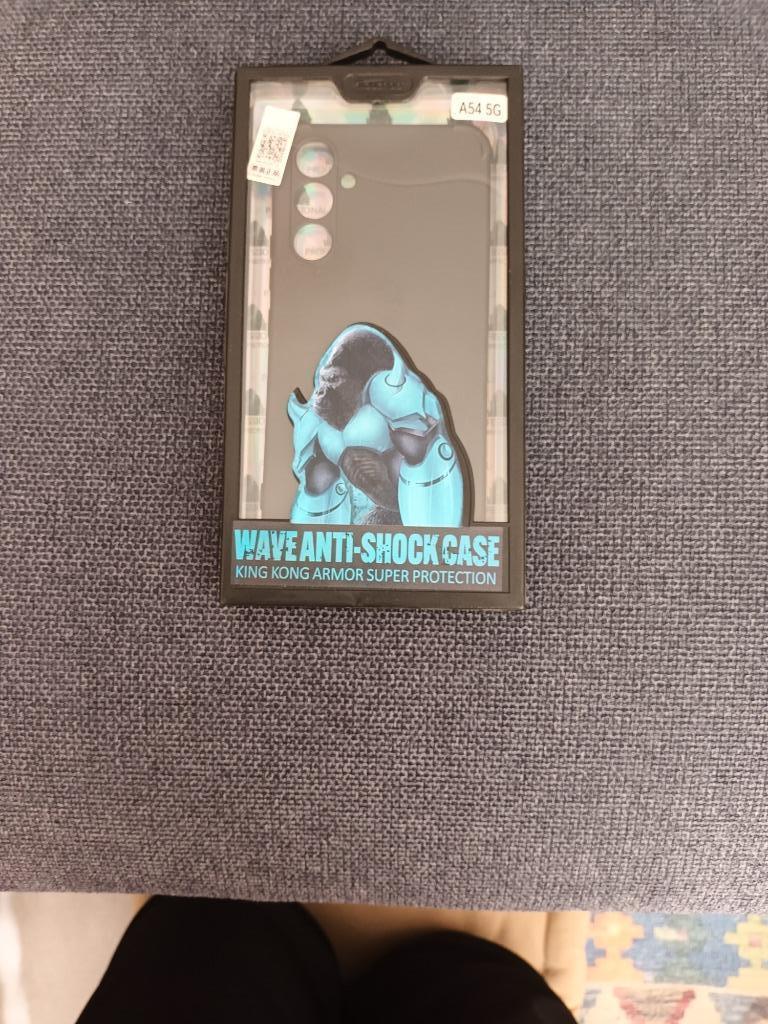 A54 5G
WAVE ANTI-SHOCK CASE
KING KONG ARMOR SUPER PROTECTION